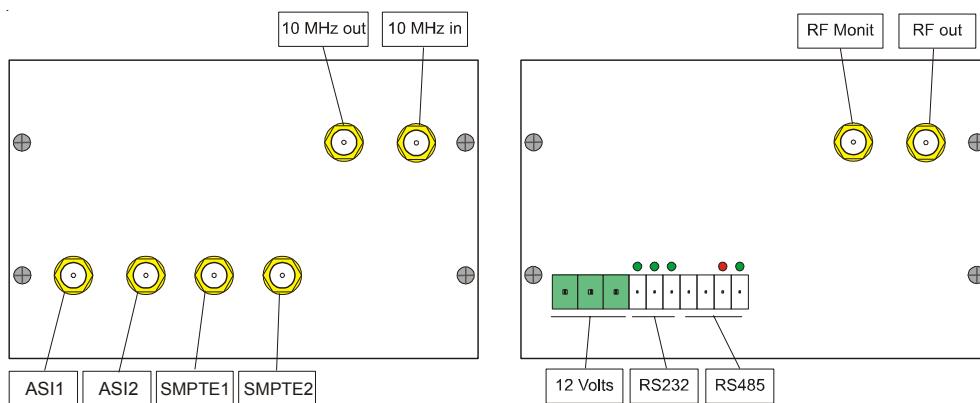 10 MHz out
10 MHz in
RF Monit
RF out
ASI1
ASI2
SMPTE1
SMPTE2
12 Volts
RS232
RS485